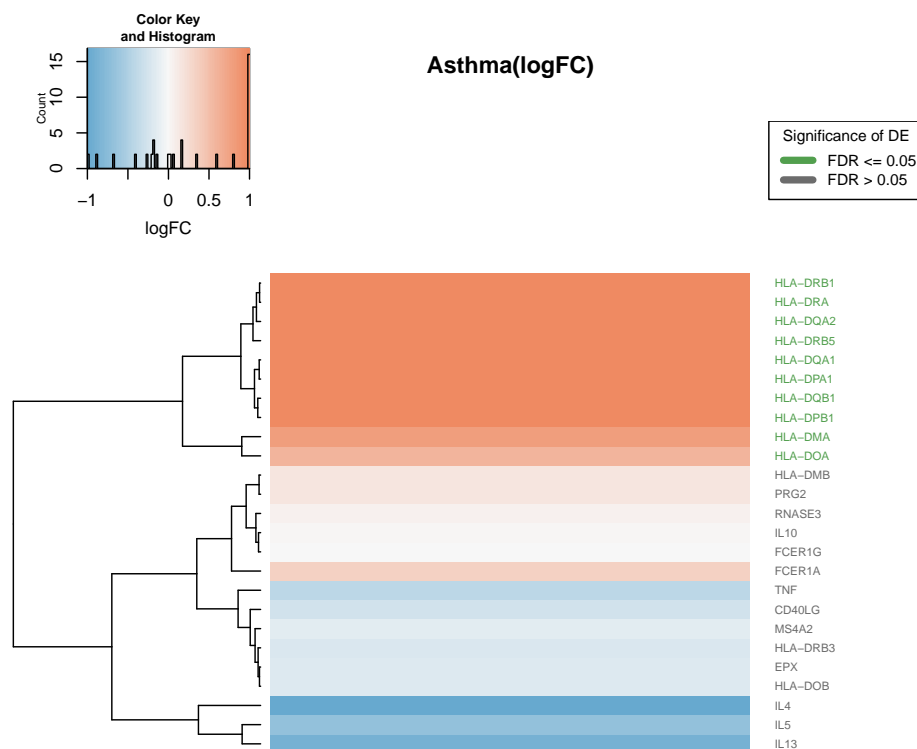 Color Key
and Histogram
Asthma(logFC)
Count
0 5 10 15
−1 0 0.5 1
logFC
Significance of DE
FDR <= 0.05
FDR > 0.05
HLA−DRB1
HLA−DRA
HLA−DQA2
HLA−DRB5
HLA−DQA1
HLA−DPA1
HLA−DQB1
HLA−DPB1
HLA−DMA
HLA−DOA
HLA−DMB
PRG2
RNASE3
IL10
FCER1G
FCER1A
TNF
CD40LG
MS4A2
HLA−DRB3
EPX
HLA−DOB
IL4
IL5
IL13